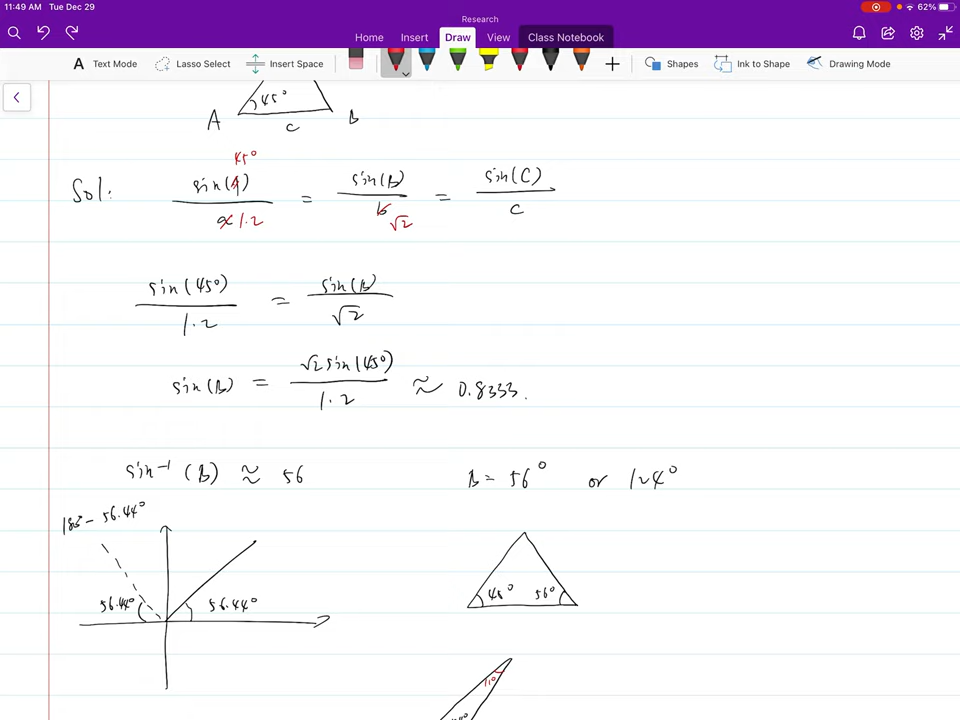 11:49 AM Tue Dec 29
62%
Research
Home Insert Draw View Class Notebook
Text Mode Lasso Select Insert Space Shapes Ink to Shape Drawing Mode
45°
A c B
45°
Sol: sin(A) / a 1.2 = sin(B) / b √2 = sin(C) / c
sin(45°) / 1.2 = sin(B) / √2
sin(B) = √2 sin(45°) / 1.2 ≈ 0.8333.
sin⁻¹(B) ≈ 56 B = 56° or 124°
180 - 56.44°
56.44° 56.44°
45° 56°
11°